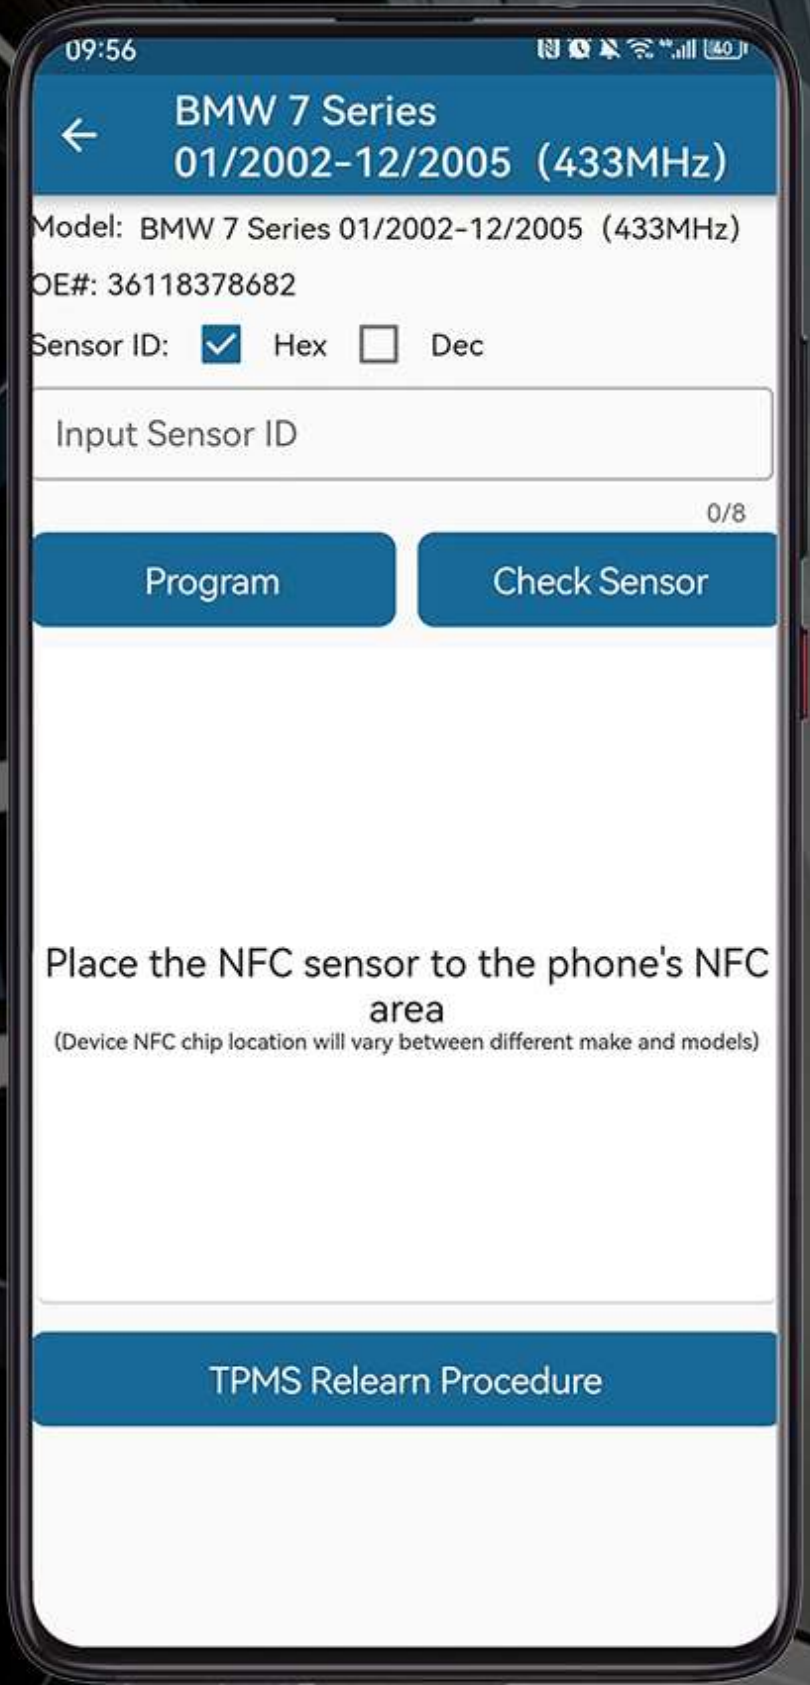 09:56
40
BMW 7 Series
01/2002-12/2005 (433MHz)
Model: BMW 7 Series 01/2002-12/2005 (433MHz)
OE#: 36118378682
Sensor ID: Hex Dec
Input Sensor ID
0/8
Program Check Sensor
Place the NFC sensor to the phone's NFC
area
(Device NFC chip location will vary between different make and models)
TPMS Relearn Procedure